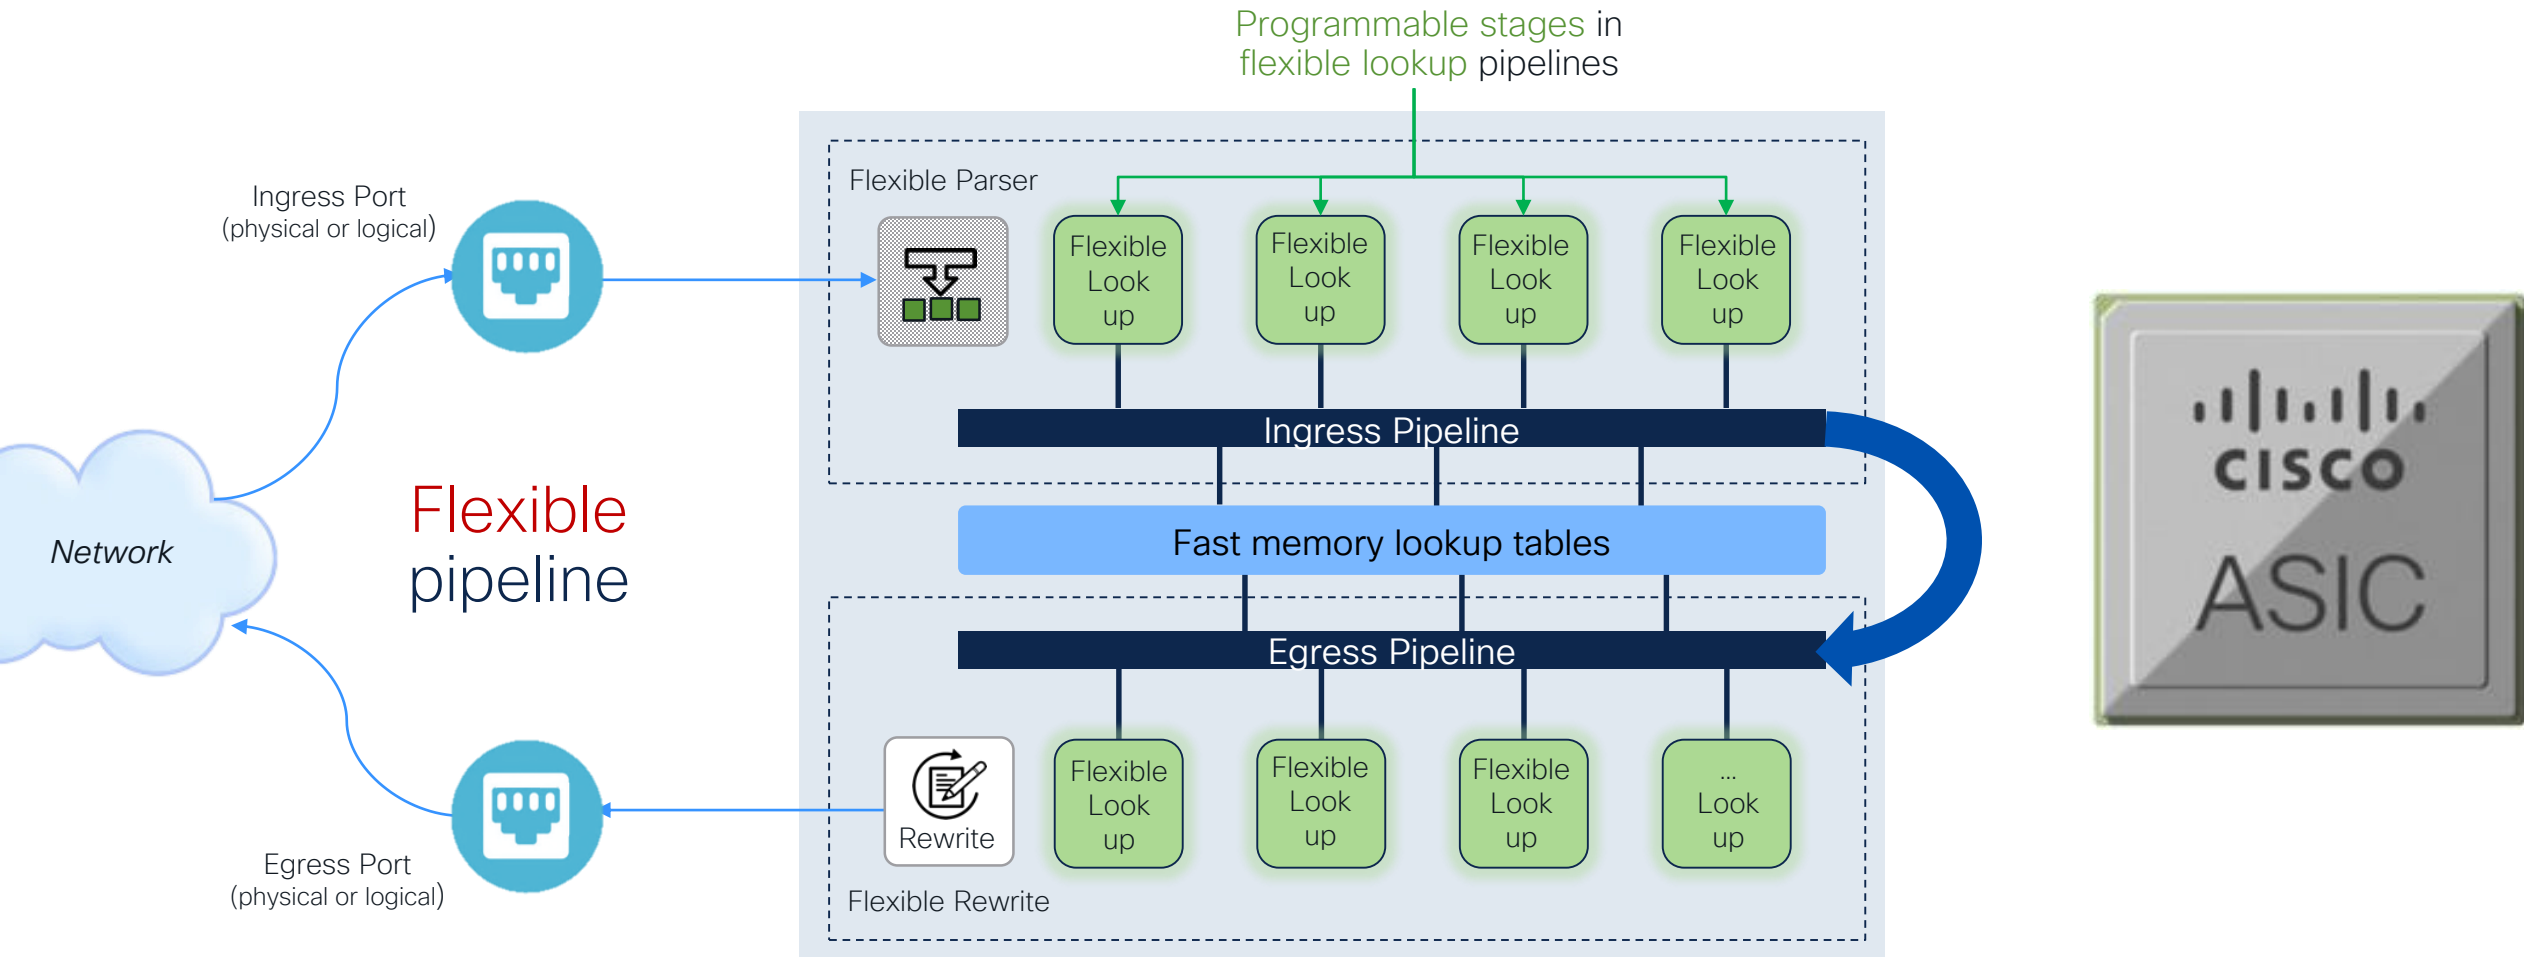 Programmable stages in
flexible lookup pipelines
Ingress Port
(physical or logical)
Flexible Parser
Flexible
Look
up
Flexible
Look
up
Flexible
Look
up
Flexible
Look
up
Ingress Pipeline
Network
Flexible
pipeline
Fast memory lookup tables
Egress Pipeline
Egress Port
(physical or logical)
Rewrite
Flexible
Look
up
Flexible
Look
up
Flexible
Look
up
...
Look
up
Flexible Rewrite
CISCO
ASIC